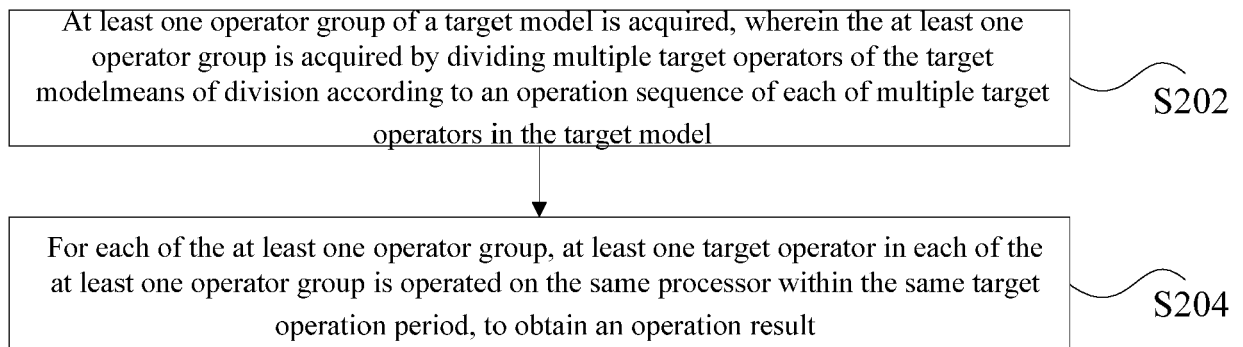 At least one operator group of a target model is acquired, wherein the at least one
operator group is acquired by dividing multiple target operators of the target
modelmeans of division according to an operation sequence of each of multiple target
operators in the target model
S202
For each of the at least one operator group, at least one target operator in each of the
at least one operator group is operated on the same processor within the same target
operation period, to obtain an operation result
S204